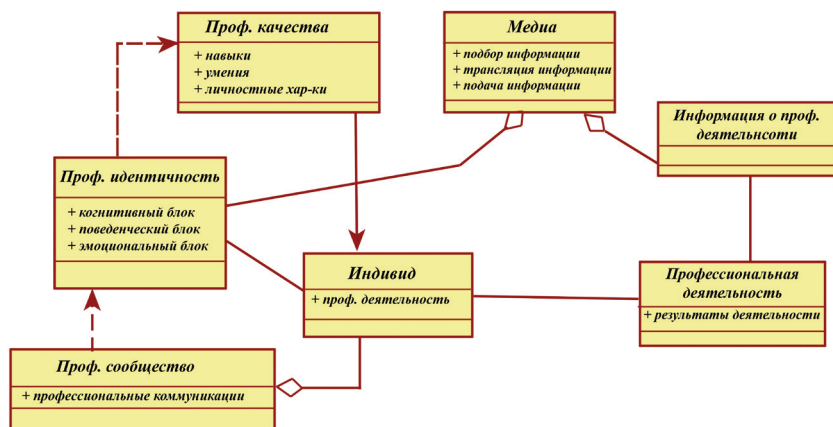 Проф. качества
+ навыки
+ умения
+ личностные хар-ки
Медиа
+ подбор информации
+ трансляция информации
+ подача информации
Информация о проф.
деятельнсоти
Проф. идентичность
+ когнитивный блок
+ поведенческий блок
+ эмоциональный блок
Индивид
+ проф. деятельность
Профессиональная
деятельность
+ результаты деятельности
Проф. сообщество
+ профессиональные коммуникации